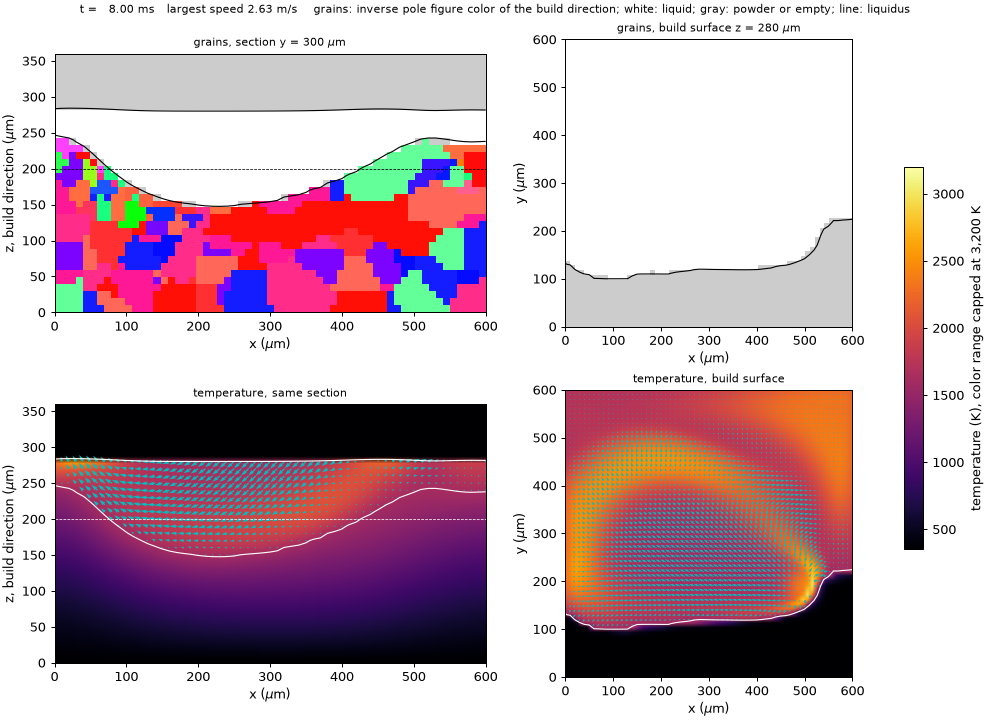 t =   8.00 ms   largest speed 2.63 m/s     grains: inverse pole figure color of the build direction; white: liquid; gray: powder or empty; line: liquidus
grains, section y = 300 μm
350
300
250
200
150
100
50
0
z, build direction (μm)
0 100 200 300 400 500 600
x (μm)
grains, build surface z = 280 μm
600
500
400
300
200
100
0
y (μm)
0 100 200 300 400 500 600
x (μm)
temperature, same section
350
300
250
200
150
100
50
0
z, build direction (μm)
0 100 200 300 400 500 600
x (μm)
temperature, build surface
600
500
400
300
200
100
0
y (μm)
0 100 200 300 400 500 600
x (μm)
3000
2500
2000
1500
1000
500
temperature (K), color range capped at 3,200 K